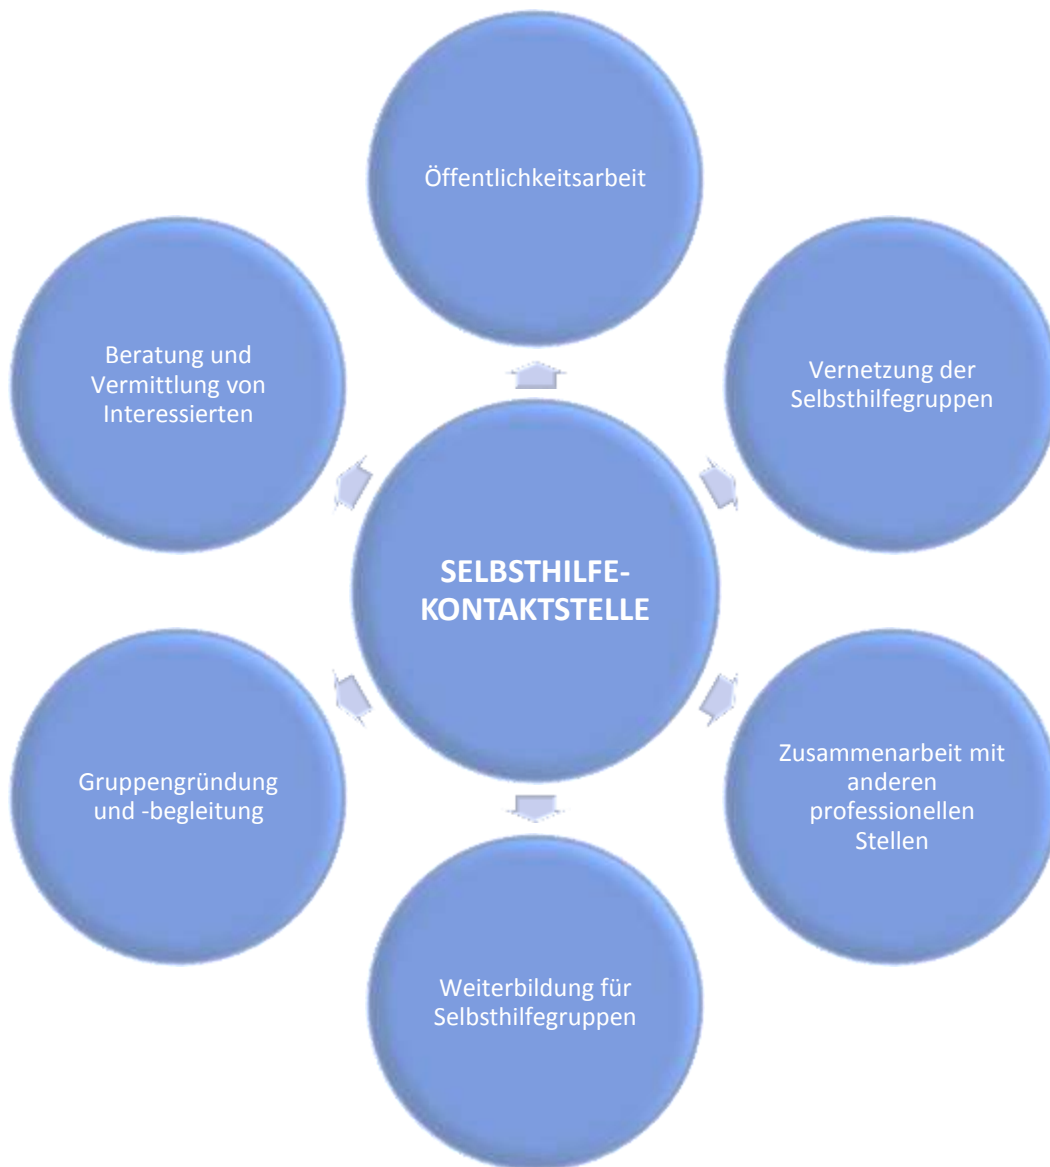 Öffentlichkeitsarbeit
Beratung und
Vermittlung von
Interessierten
Vernetzung der
Selbsthilfegruppen
SELBSTHILFE-
KONTAKTSTELLE
Gruppengründung
und -begleitung
Zusammenarbeit mit
anderen
professionellen
Stellen
Weiterbildung für
Selbsthilfegruppen